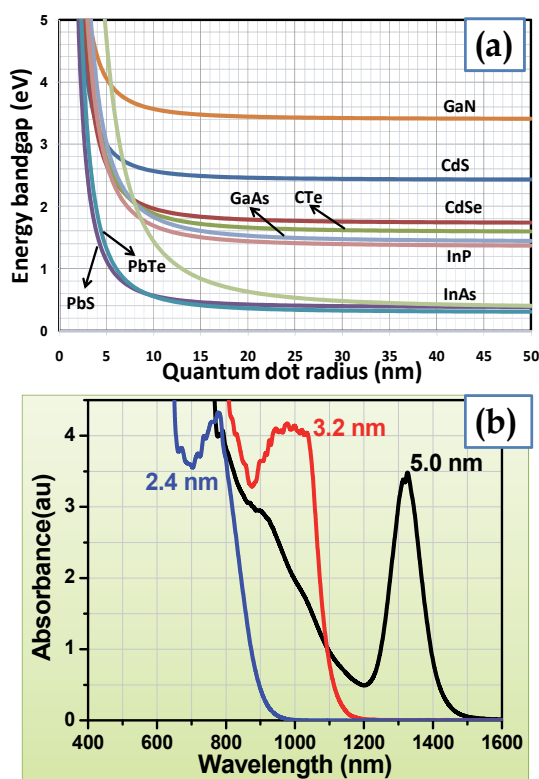 (a)
Energy bandgap (eV)
5
4
3
2
1
0
GaN
CdS
CdSe
GaAs
CTe
InP
InAs
PbTe
PbS
0 5 10 15 20 25 30 35 40 45 50
Quantum dot radius (nm)
(b)
Absorbance(au)
4
3
2
1
0
2.4 nm
3.2 nm
5.0 nm
400 600 800 1000 1200 1400 1600
Wavelength (nm)